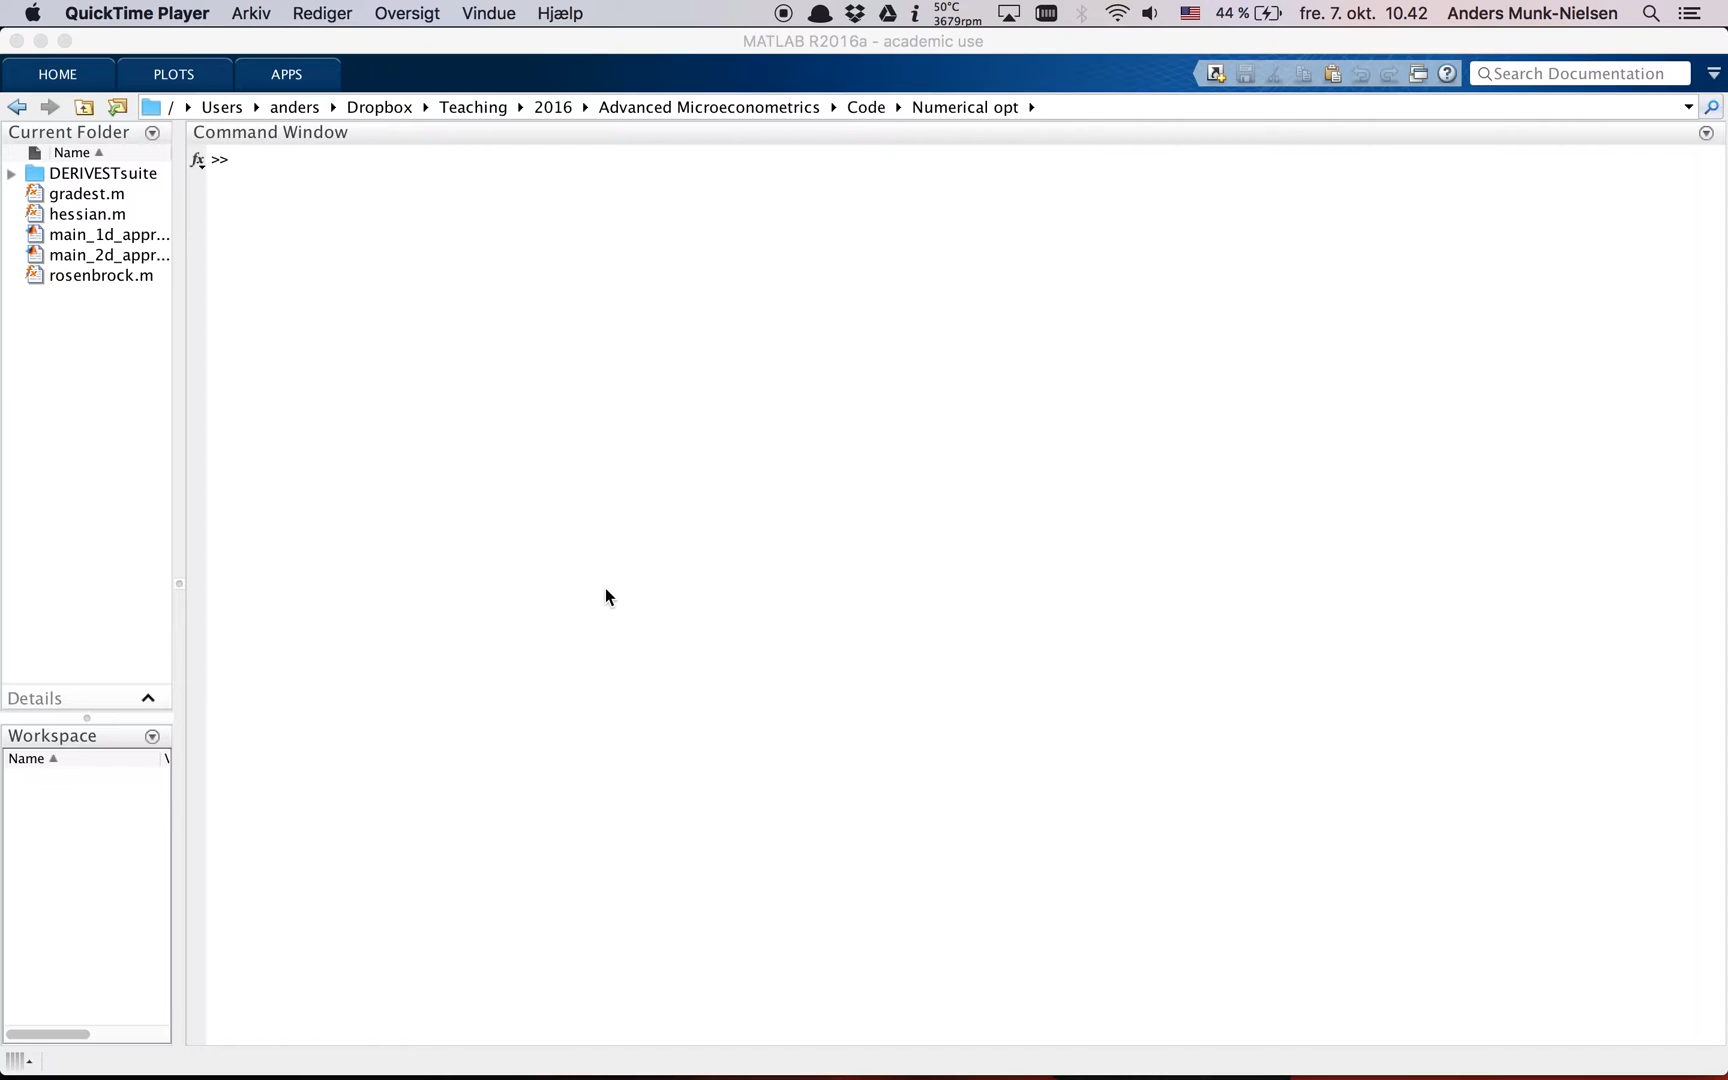 QuickTime Player Arkiv Rediger Oversigt Vindue Hjælp 50°C 3679rpm 44 % fre. 7. okt. 10.42 Anders Munk-Nielsen
MATLAB R2016a - academic use
HOME PLOTS APPS Search Documentation
/ Users anders Dropbox Teaching 2016 Advanced Microeconometrics Code Numerical opt
Current Folder
Command Window
Name
fx >>
DERIVESTsuite
gradest.m
hessian.m
main_1d_appr...
main_2d_appr...
rosenbrock.m
Details
Workspace
Name